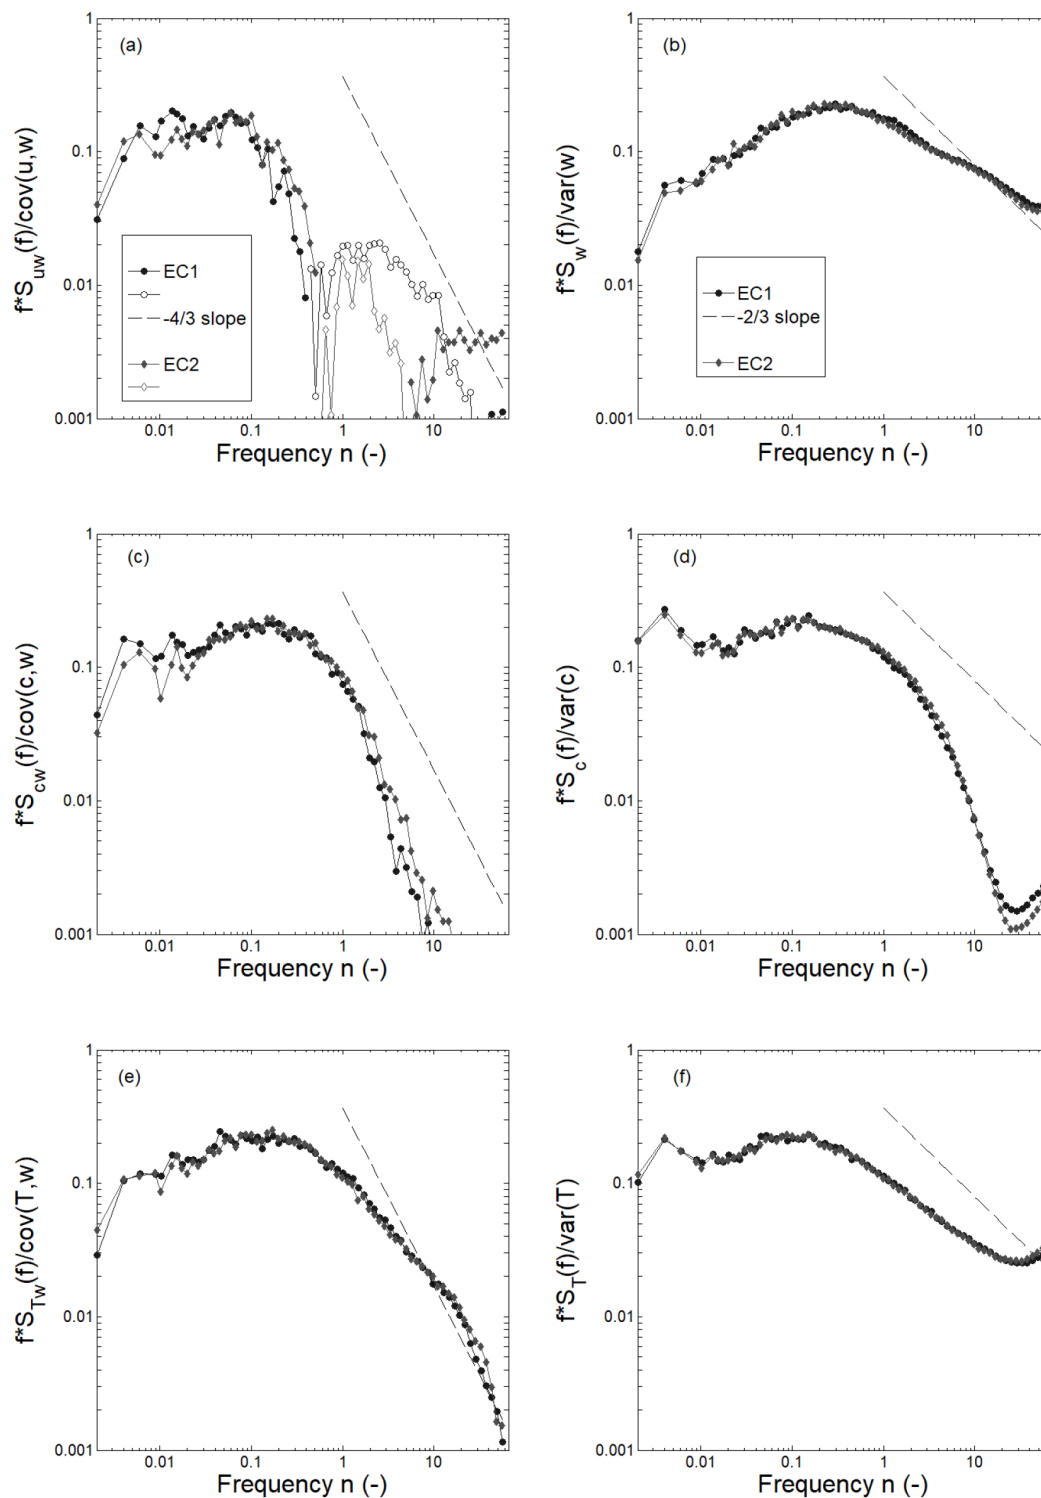 (a)
f*S_uw(f)/cov(u,w)
1
0.1
0.01
0.001
EC1
-4/3 slope
EC2
0.01 0.1 1 10
Frequency n (-)
(b)
f*S_w(f)/var(w)
1
0.1
0.01
0.001
EC1
-2/3 slope
EC2
0.01 0.1 1 10
Frequency n (-)
(c)
f*S_cw(f)/cov(c,w)
1
0.1
0.01
0.001
0.01 0.1 1 10
Frequency n (-)
(d)
f*S_c(f)/var(c)
1
0.1
0.01
0.001
0.01 0.1 1 10
Frequency n (-)
(e)
f*S_Tw(f)/cov(T,w)
1
0.1
0.01
0.001
0.01 0.1 1 10
Frequency n (-)
(f)
f*S_T(f)/var(T)
1
0.1
0.01
0.001
0.01 0.1 1 10
Frequency n (-)